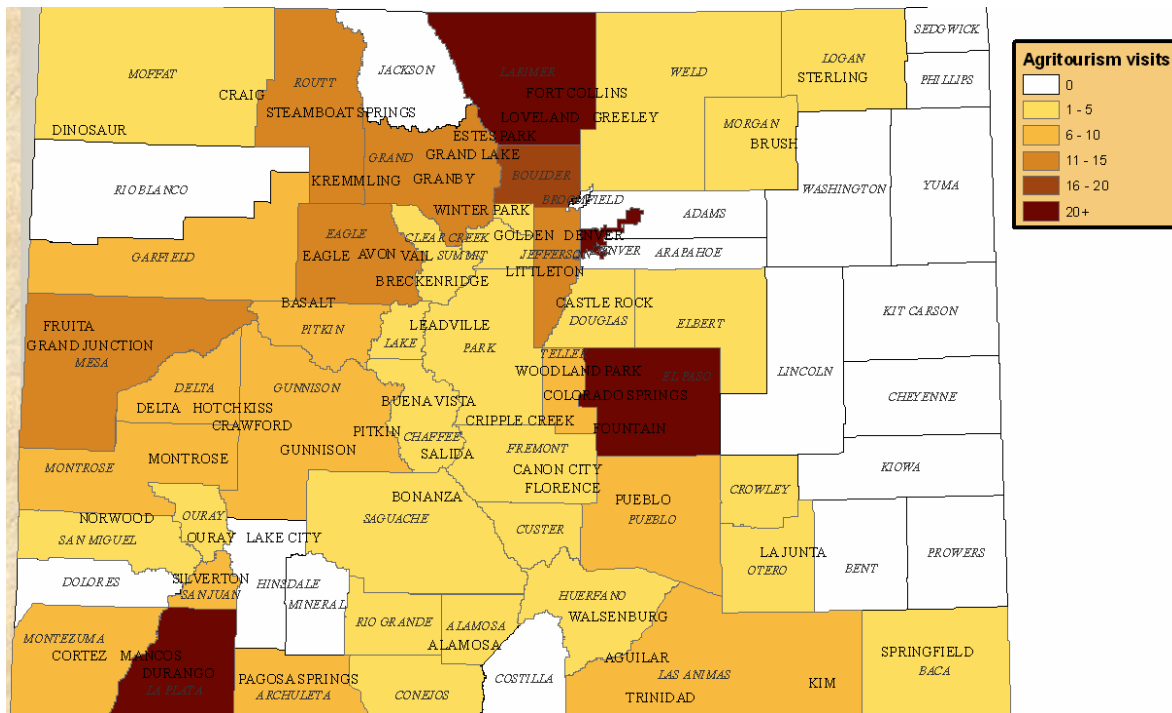 SEDGWICK
LOGAN
STERLING
MOFFAT
JACKSON
LARIMER
WELD
PHILLIPS
ROUTT
CRAIG
FORT COLLINS
STEAMBOAT SPRINGS
LOVELAND
GREELEY
MORGAN
DINOSAUR
ESTES PARK
BRUSH
GRAND
GRAND LAKE
BOULDER
RIO BLANCO
KREMMLING
GRANBY
WASHINGTON
YUMA
BROOMFIELD
WINTER PARK
ADAMS
EAGLE
CLEAR CREEK
GOLDEN
DENVER
GARFIELD
EAGLE
AVON
VAIL
SUMMIT
JEFFERSON
DENVER
ARAPAHOE
LITTLETON
BRECKENRIDGE
BASALT
CASTLE ROCK
KIT CARSON
FRUITA
PITKIN
LEADVILLE
DOUGLAS
ELBERT
GRAND JUNCTION
LAKE
PARK
MESA
TELLER
WOODLAND PARK
EL PASO
LINCOLN
DELTA
GUNNISON
COLORADO SPRINGS
CHEYENNE
DELTA
HOTCHKISS
BUENA VISTA
CRAWFORD
PITKIN
CHAFFEE
CRIPPLE CREEK
FOUNTAIN
MONTROSE
MONTROSE
GUNNISON
SALIDA
FREMONT
KIOWA
CANON CITY
FLORENCE
BONANZA
PUEBLO
CROWLEY
NORWOOD
OURAY
SAGUACHE
PUEBLO
SAN MIGUEL
OURAY
LAKE CITY
CUSTER
LA JUNTA
PROWERS
OTERO
BENT
DOLORES
SILVERTON
HINSDALE
SAN JUAN
MINERAL
HUERFANO
RIO GRANDE
ALAMOSA
WALSENBURG
MONTEZUMA
ALAMOSA
CORTEZ
MANCOS
AGUILAR
SPRINGFIELD
DURANGO
PAGOSA SPRINGS
COSTILLA
LAS ANIMAS
BACA
LA PLATA
ARCHULETA
CONEJOS
TRINIDAD
KIM
Agritourism visits
0
1 - 5
6 - 10
11 - 15
16 - 20
20+